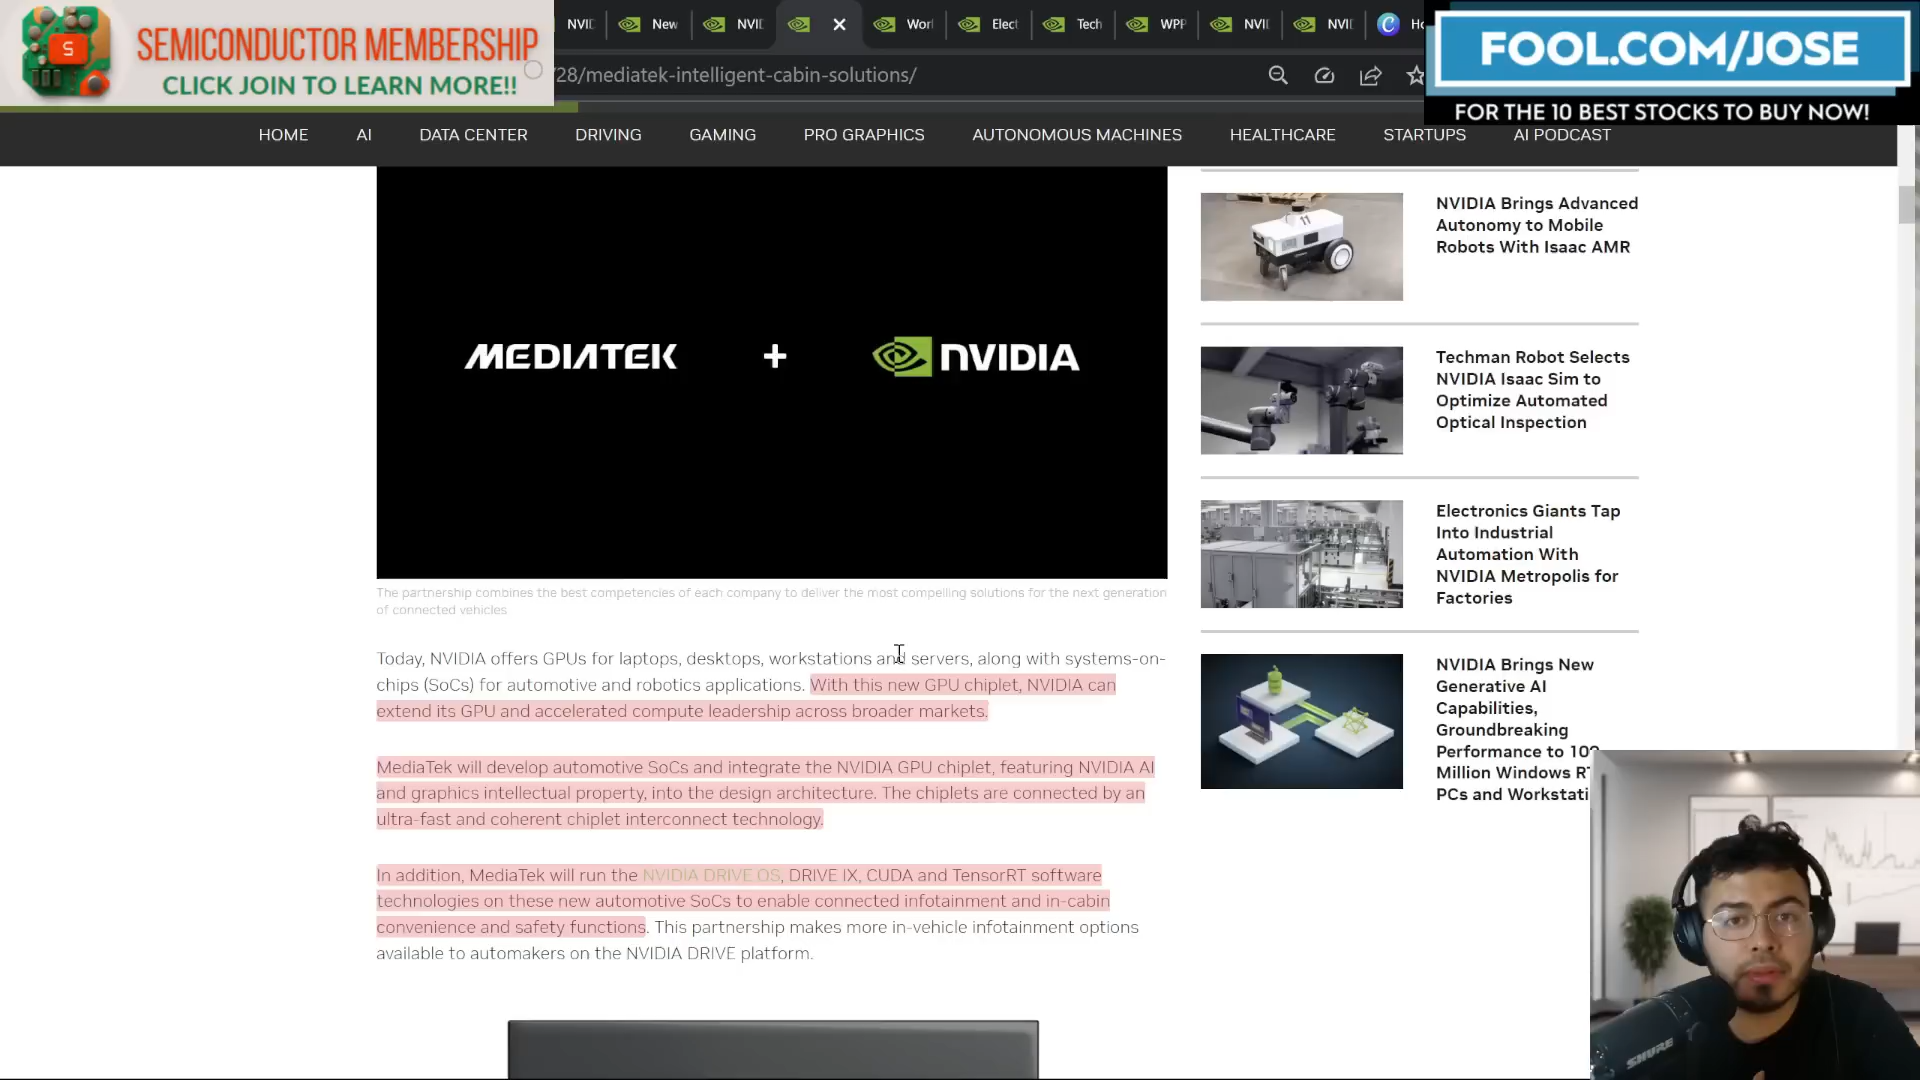 SEMICONDUCTOR MEMBERSHIP
CLICK JOIN TO LEARN MORE!!
S
NVID
New
NVID
Worl
Elect
Tech
WPP
NVID
NVID
C
Ho
FOOL.COM/JOSE
FOR THE 10 BEST STOCKS TO BUY NOW!
/28/mediatek-intelligent-cabin-solutions/
HOME AI DATA CENTER DRIVING GAMING PRO GRAPHICS AUTONOMOUS MACHINES HEALTHCARE STARTUPS AI PODCAST
MEDIATEK + NVIDIA
The partnership combines the best competencies of each company to deliver the most compelling solutions for the next generation
of connected vehicles
Today, NVIDIA offers GPUs for laptops, desktops, workstations and servers, along with systems-on-
chips (SoCs) for automotive and robotics applications. With this new GPU chiplet, NVIDIA can
extend its GPU and accelerated compute leadership across broader markets.
MediaTek will develop automotive SoCs and integrate the NVIDIA GPU chiplet, featuring NVIDIA AI
and graphics intellectual property, into the design architecture. The chiplets are connected by an
ultra-fast and coherent chiplet interconnect technology.
In addition, MediaTek will run the NVIDIA DRIVE OS, DRIVE IX, CUDA and TensorRT software
technologies on these new automotive SoCs to enable connected infotainment and in-cabin
convenience and safety functions. This partnership makes more in-vehicle infotainment options
available to automakers on the NVIDIA DRIVE platform.
NVIDIA Brings Advanced
Autonomy to Mobile
Robots With Isaac AMR
11
Techman Robot Selects
NVIDIA Isaac Sim to
Optimize Automated
Optical Inspection
Electronics Giants Tap
Into Industrial
Automation With
NVIDIA Metropolis for
Factories
NVIDIA Brings New
Generative AI
Capabilities,
Groundbreaking
Performance to 100
Million Windows RT
PCs and Workstati
SHURE